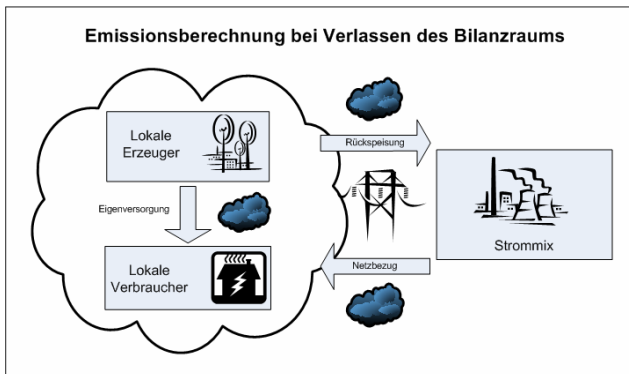 Emissionsberechnung bei Verlassen des Bilanzraums
Lokale
Erzeuger
Rückspeisung
Eigenversorgung
Strommix
Lokale
Verbraucher
Netzbezug